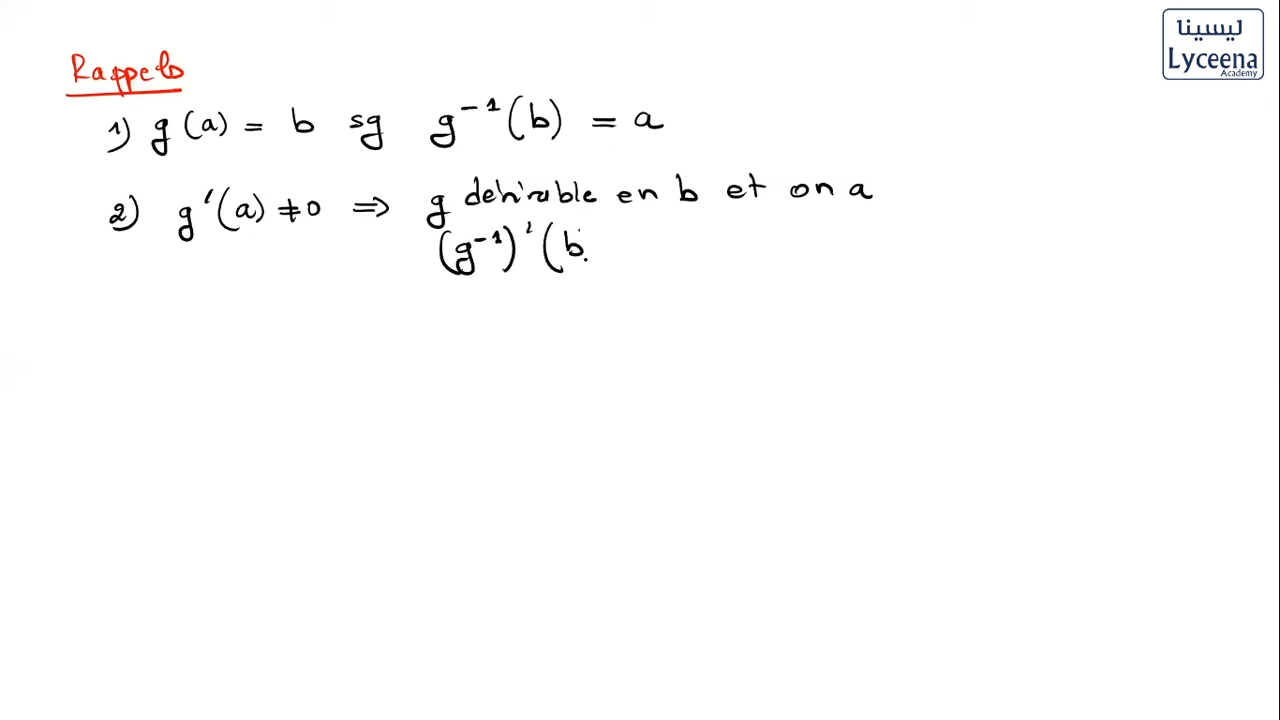 ليسينا
Lyceena
Academy
Rappels
1) g(a) = b sg g⁻¹(b) = a
2) g'(a) ≠ 0 ⇒ g dérivable en b et on a
(g⁻¹)'(b